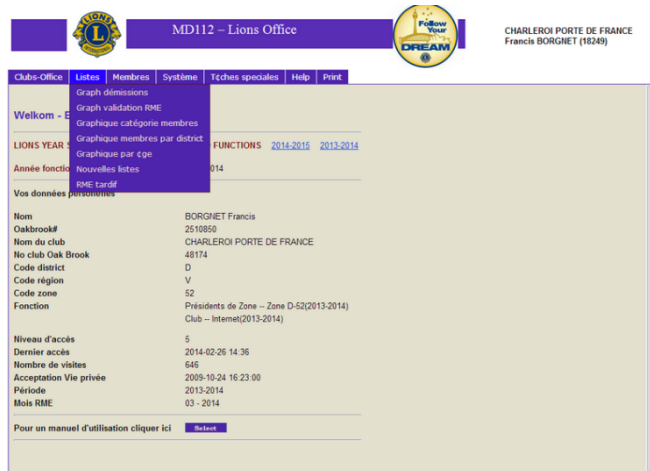 LIONS
INTERNATIONAL
MD112 – Lions Office
Follow
Your
DREAM
CHARLEROI PORTE DE FRANCE
Francis BORGNET (18249)
Clubs-Office Listes Membres Système T¢ches speciales Help Print
Graph démissions
Graph validation RME
Graphique catégorie membres
Graphique membres par district
Graphique par ¢ge
Nouvelles listes
RME tardif
Welkom - 
LIONS YEAR FUNCTIONS 2014-2015 2013-2014
Année fonctio 014
Vos données personelles
Nom BORGNET Francis
Oakbrook# 2510850
Nom du club CHARLEROI PORTE DE FRANCE
No club Oak Brook 48174
Code district D
Code région V
Code zone 52
Fonction Présidents de Zone -- Zone D-52(2013-2014)
Club -- Internet(2013-2014)
Niveau d'accès 5
Dernier accès 2014-02-26 14:36
Nombre de visites 646
Acceptation Vie privée 2009-10-24 16:23:00
Période 2013-2014
Mois RME 03 - 2014
Pour un manuel d'utilisation cliquer ici Select